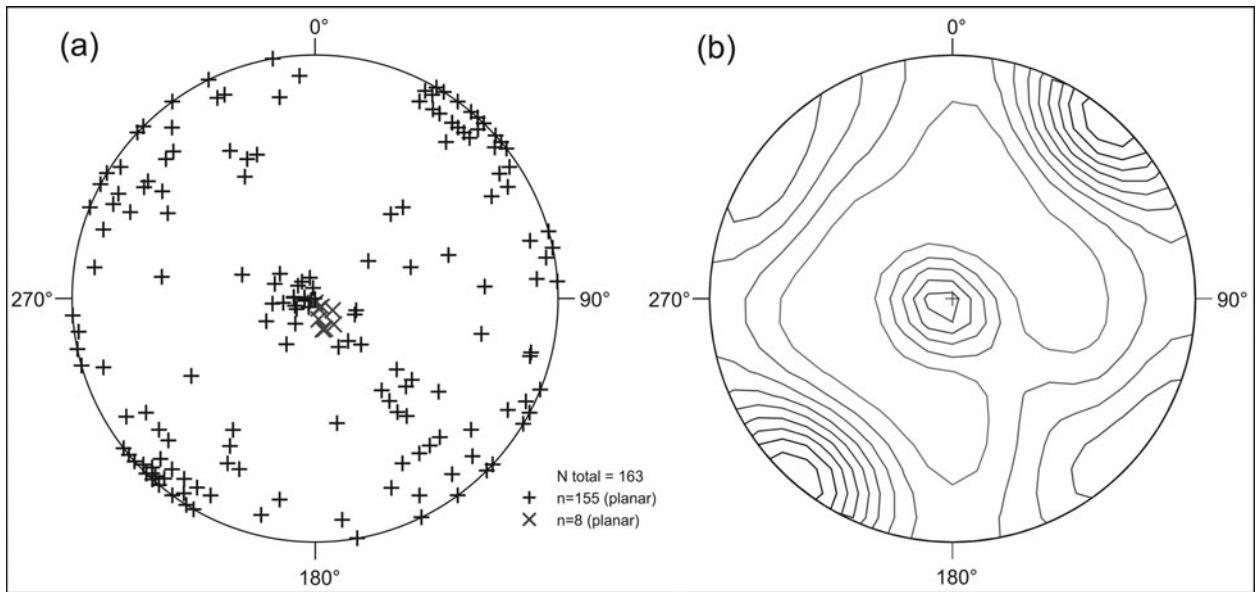 (a)
0°
270°
90°
180°
N total = 163
n=155 (planar)
n=8 (planar)
(b)
0°
270°
90°
180°